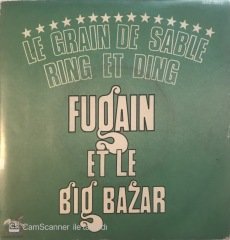 LE GRAIN DE SABLE
RING ET DING
FUGAIN
ET LE
BIG BAZAR
CamScanner ile tarandı